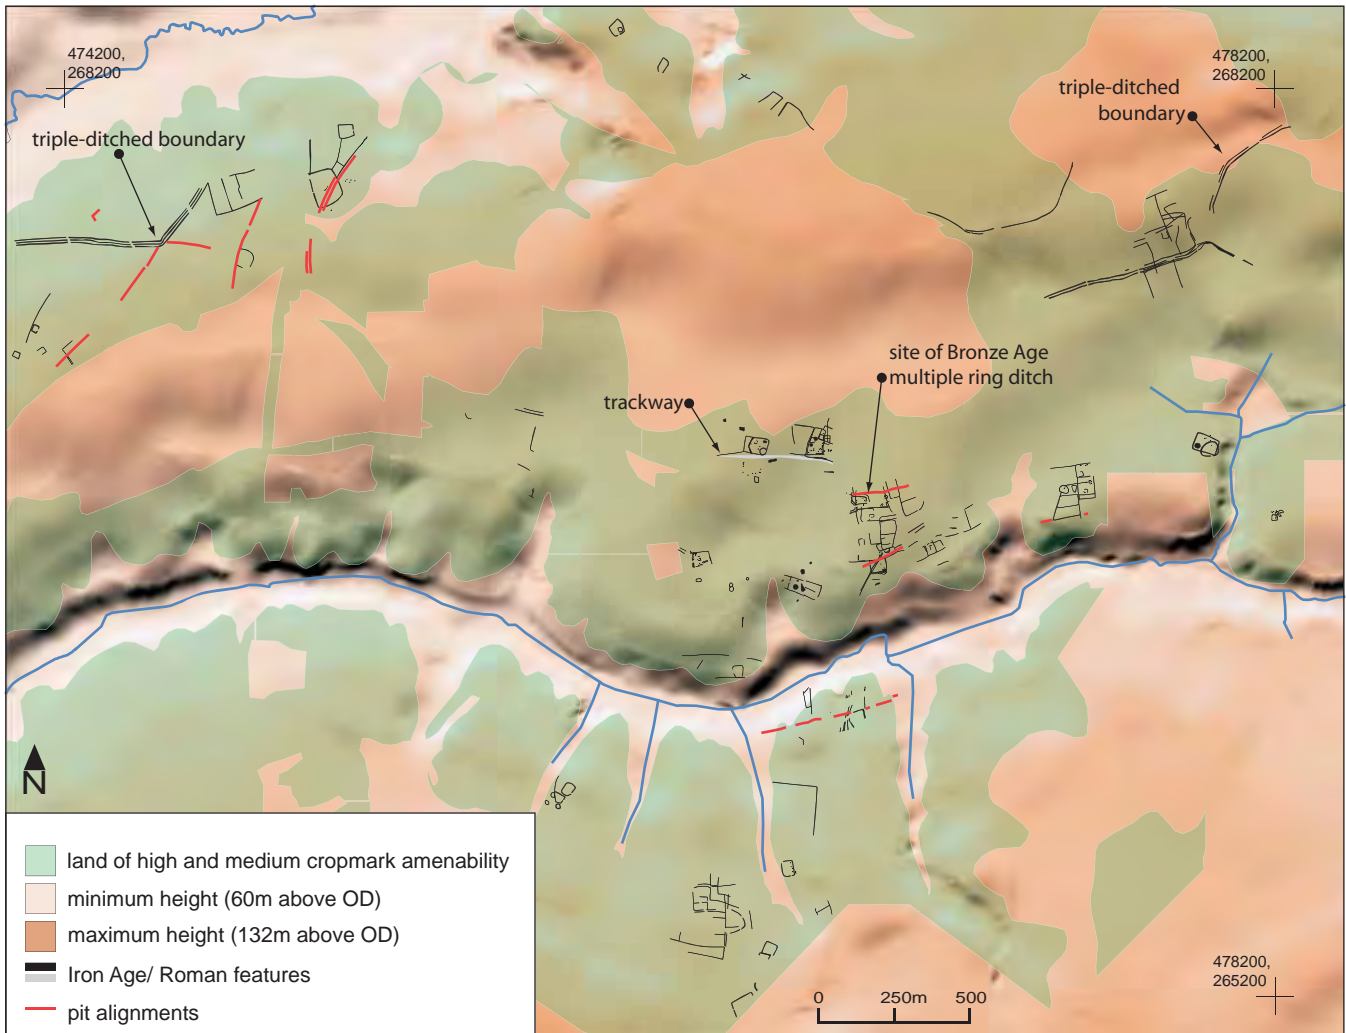 474200,
268200
478200,
268200
triple-ditched
boundary
triple-ditched boundary
site of Bronze Age
multiple ring ditch
trackway
N
land of high and medium cropmark amenability
minimum height (60m above OD)
maximum height (132m above OD)
Iron Age/ Roman features
pit alignments
478200,
265200
0 250m 500